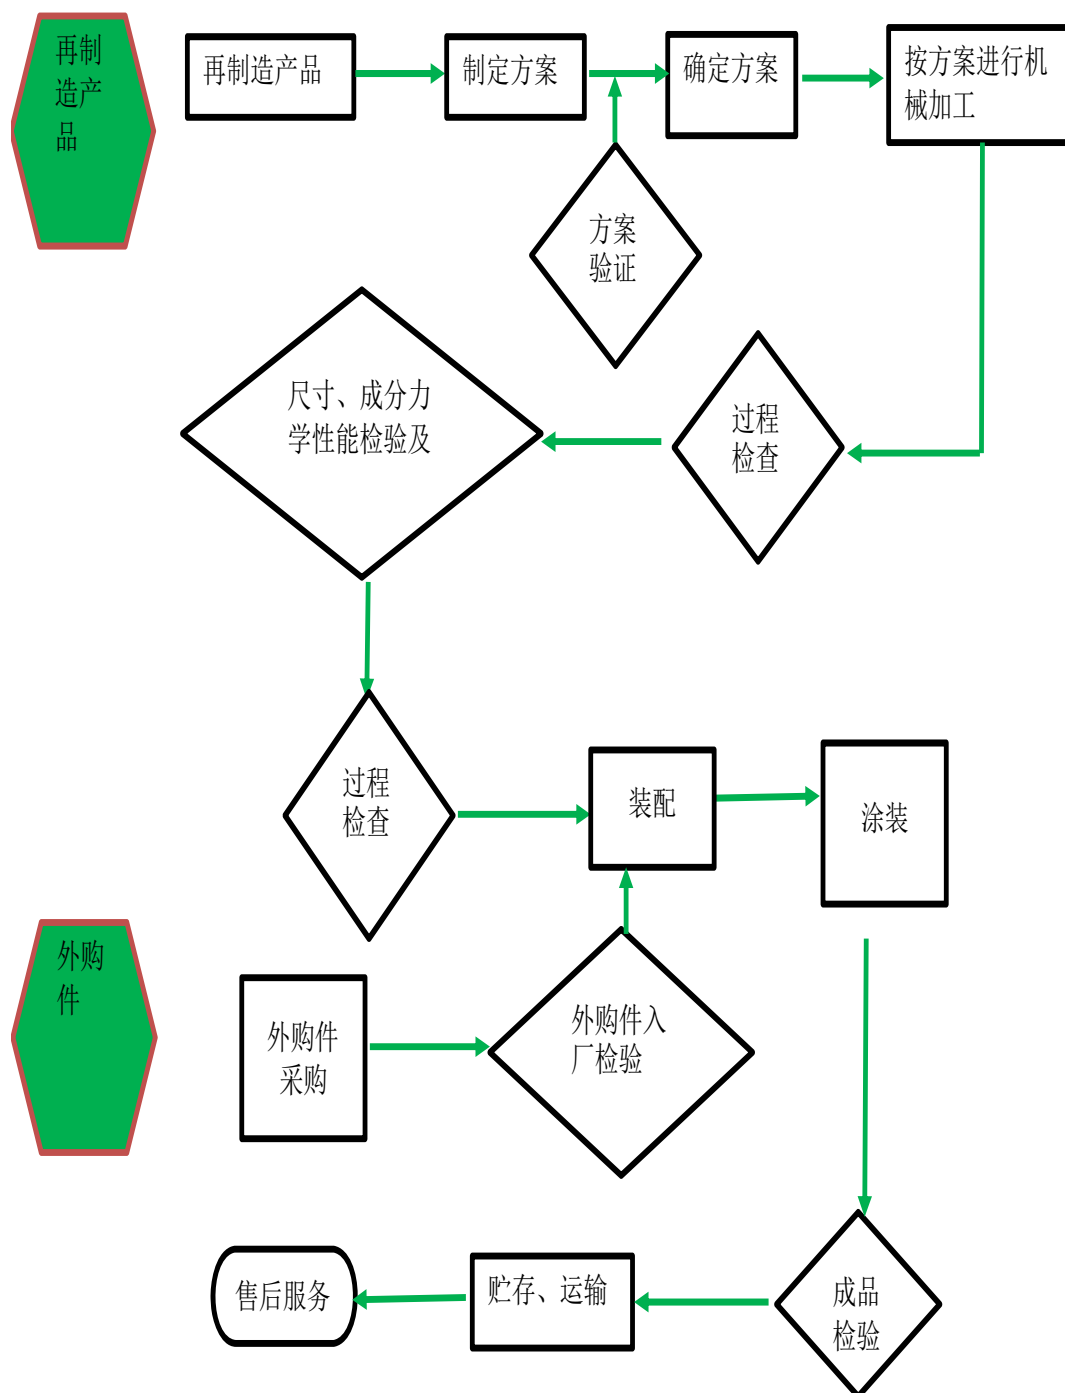 再制
造产
品
再制造产品
制定方案
确定方案
按方案进行机
械加工
方案
验证
尺寸、成分力
学性能检验及
过程
检查
过程
检查
装配
涂装
外购
件
外购件
采购
外购件入
厂检验
售后服务
贮存、运输
成品
检验